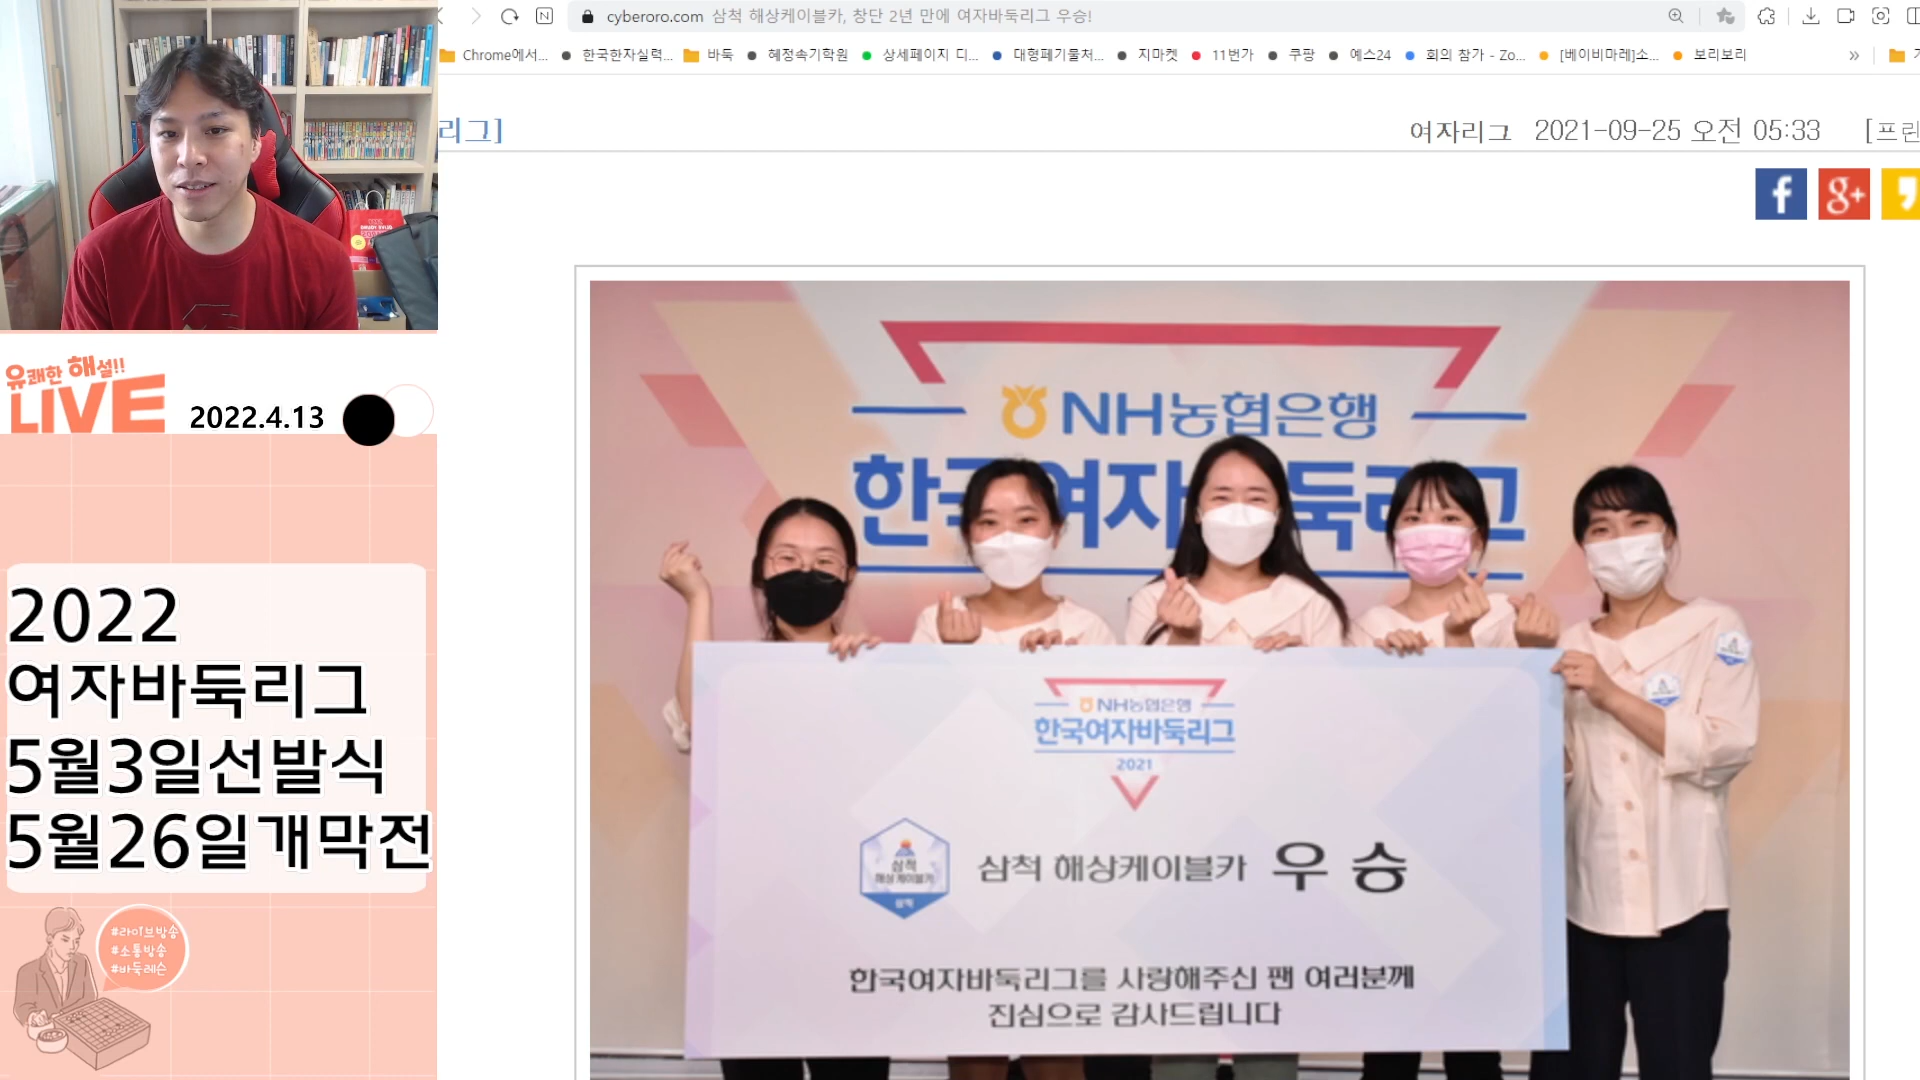 cyberoro.com 삼척 해상케이블카, 창단 2년 만에 여자바둑리그 우승!
Chrome에서... 한국한자실력... 바둑 혜정속기학원 상세페이지 디... 대형폐기물처... 지마켓 11번가 쿠팡 예스24 회의 참가 - Zo... [베이비마레]소... 보리보리
리그]
여자리그 2021-09-25 오전 05:33 [프린
f g+
유쾌한 해설!!
LIVE
2022.4.13
2022
여자바둑리그
5월3일선발식
5월26일개막전
#라이브방송
#소통방송
#바둑레슨
NH농협은행
한국여자바둑리그
NH농협은행
한국여자바둑리그
2021
삼척
해상케이블카
삼척
삼척 해상케이블카 우승
한국여자바둑리그를 사랑해주신 팬 여러분께
진심으로 감사드립니다